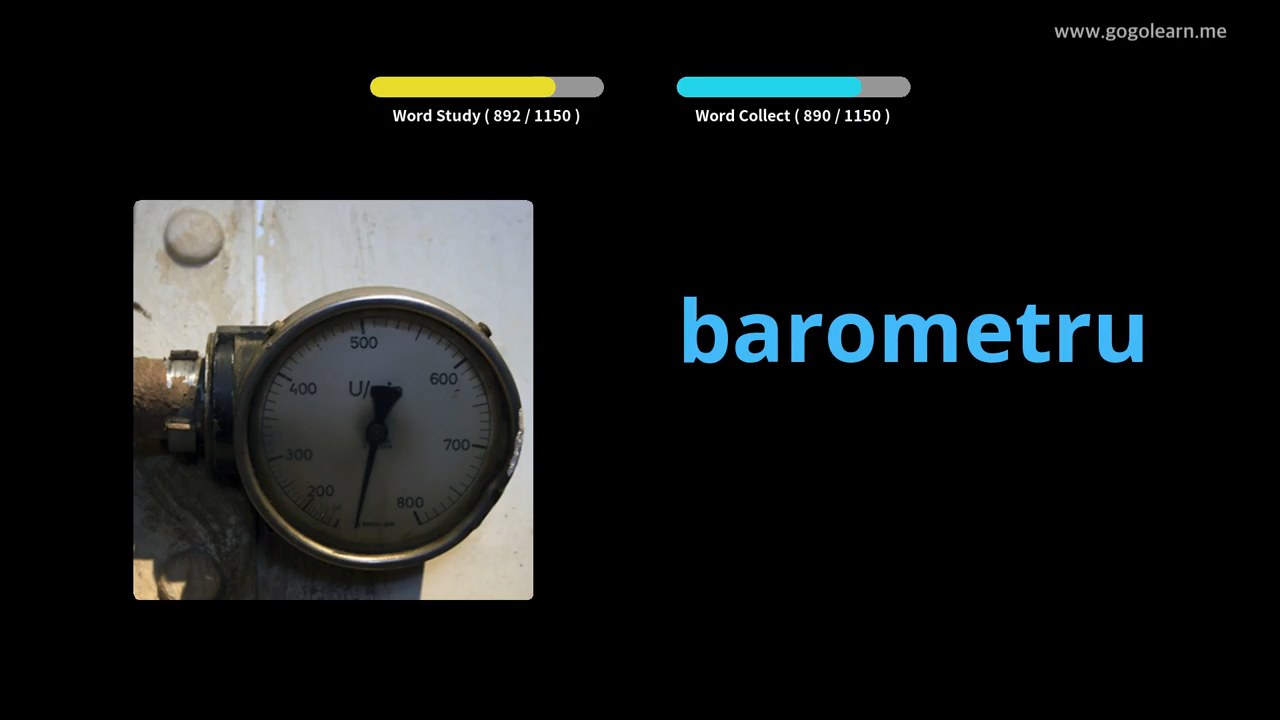 www.gogolearn.me
Word Study ( 892 / 1150 )
Word Collect ( 890 / 1150 )
barometru
500
400
600
U/min
300
700
200
800